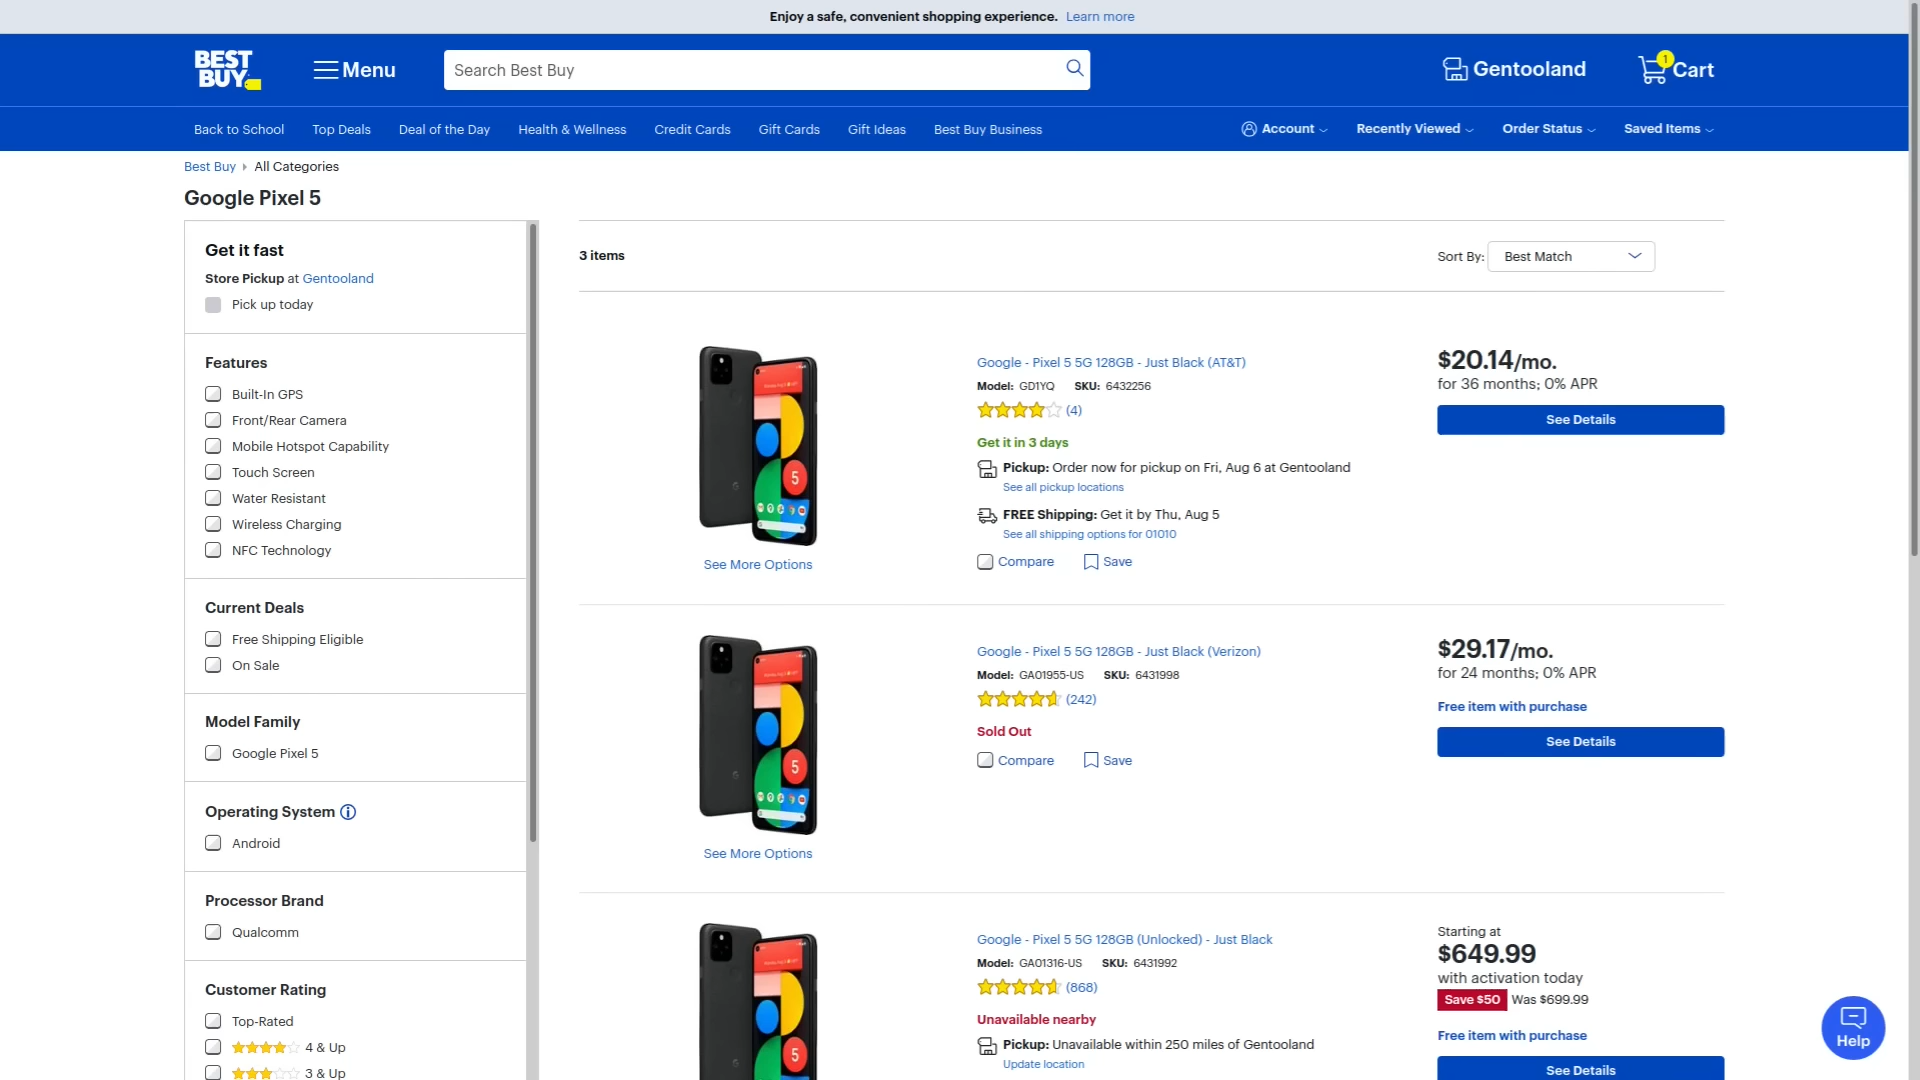 Enjoy a safe, convenient shopping experience. Learn more
BEST BUY
Menu
Search Best Buy
Gentooland
1
Cart
Back to School
Top Deals
Deal of the Day
Health & Wellness
Credit Cards
Gift Cards
Gift Ideas
Best Buy Business
Account
Recently Viewed
Order Status
Saved Items
Best Buy
All Categories
Google Pixel 5
Get it fast
Store Pickup at Gentooland
Pick up today
Features
Built-In GPS
Front/Rear Camera
Mobile Hotspot Capability
Touch Screen
Water Resistant
Wireless Charging
NFC Technology
Current Deals
Free Shipping Eligible
On Sale
Model Family
Google Pixel 5
Operating System
Android
Processor Brand
Qualcomm
Customer Rating
Top-Rated
4 & Up
3 & Up
3 items
Sort By: Best Match
5
See More Options
Google - Pixel 5 5G 128GB - Just Black (AT&T)
Model: GD1YQ SKU: 6432256
(4)
Get it in 3 days
Pickup: Order now for pickup on Fri, Aug 6 at Gentooland
See all pickup locations
FREE Shipping: Get it by Thu, Aug 5
See all shipping options for 01010
Compare
Save
$20.14/mo.
for 36 months; 0% APR
See Details
5
See More Options
Google - Pixel 5 5G 128GB - Just Black (Verizon)
Model: GA01955-US SKU: 6431998
(242)
Sold Out
Compare
Save
$29.17/mo.
for 24 months; 0% APR
Free item with purchase
See Details
5
Google - Pixel 5 5G 128GB (Unlocked) - Just Black
Model: GA01316-US SKU: 6431992
(868)
Unavailable nearby
Pickup: Unavailable within 250 miles of Gentooland
Update location
Starting at
$649.99
with activation today
Save $50 Was $699.99
Free item with purchase
See Details
Help